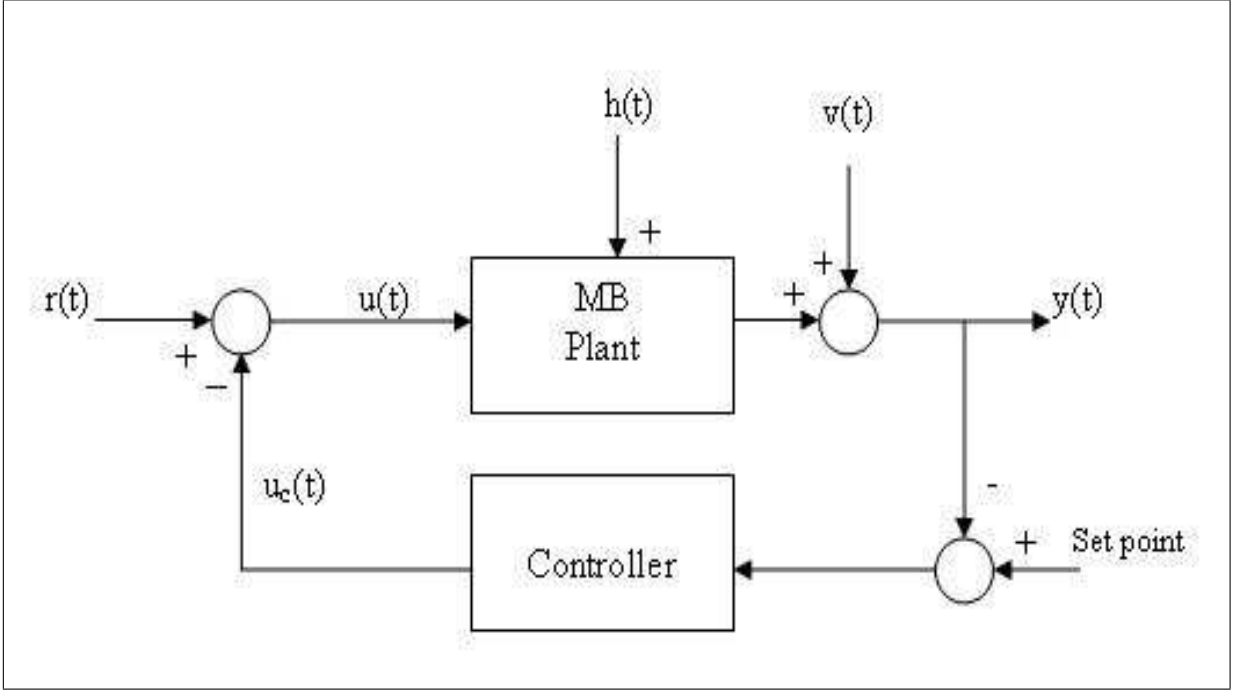 h(t)
v(t)
+
+
r(t)
u(t)
MB
Plant
+
y(t)
+
−
u_c(t)
-
Controller
+
Set point